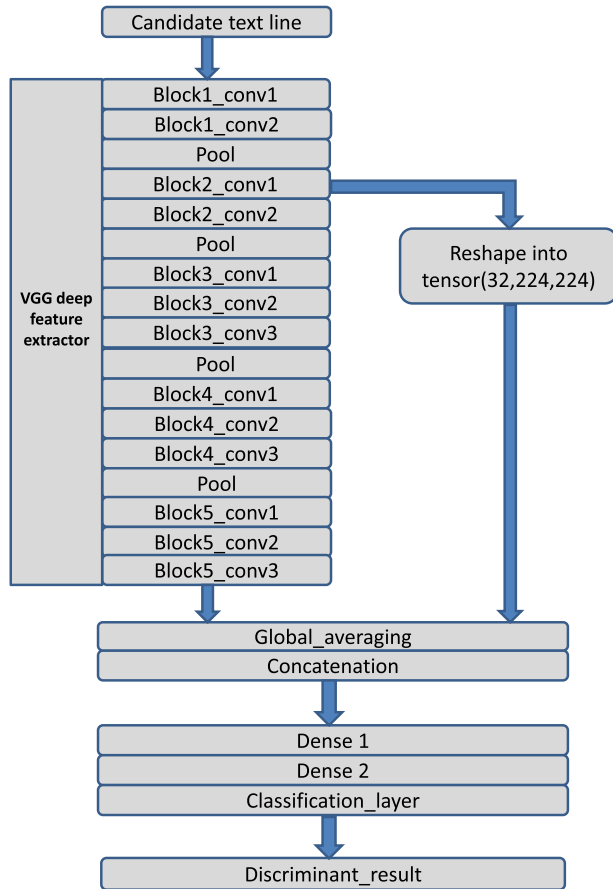 Candidate text line
Block1_conv1
Block1_conv2
Pool
Block2_conv1
Block2_conv2
Pool
Block3_conv1
Block3_conv2
Block3_conv3
Pool
Block4_conv1
Block4_conv2
Block4_conv3
Pool
Block5_conv1
Block5_conv2
Block5_conv3
VGG deep
feature
extractor
Reshape into
tensor(32,224,224)
Global_averaging
Concatenation
Dense 1
Dense 2
Classification_layer
Discriminant_result